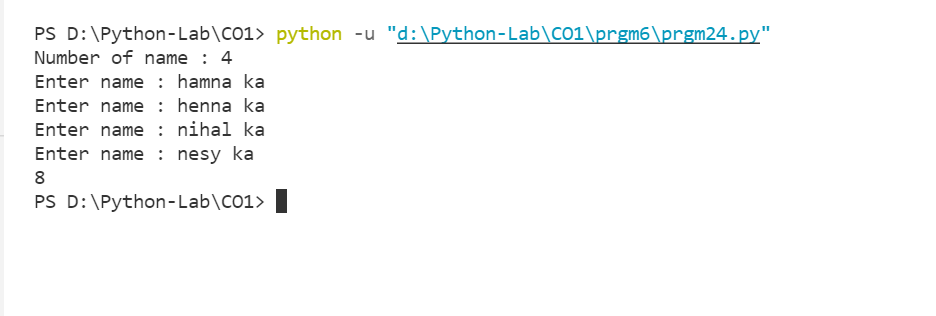 PS D:\Python-Lab\CO1> python -u "d:\Python-Lab\CO1\prgm6\prgm24.py"
Number of name : 4
Enter name : hamna ka
Enter name : henna ka
Enter name : nihal ka
Enter name : nesy ka
8
PS D:\Python-Lab\CO1>